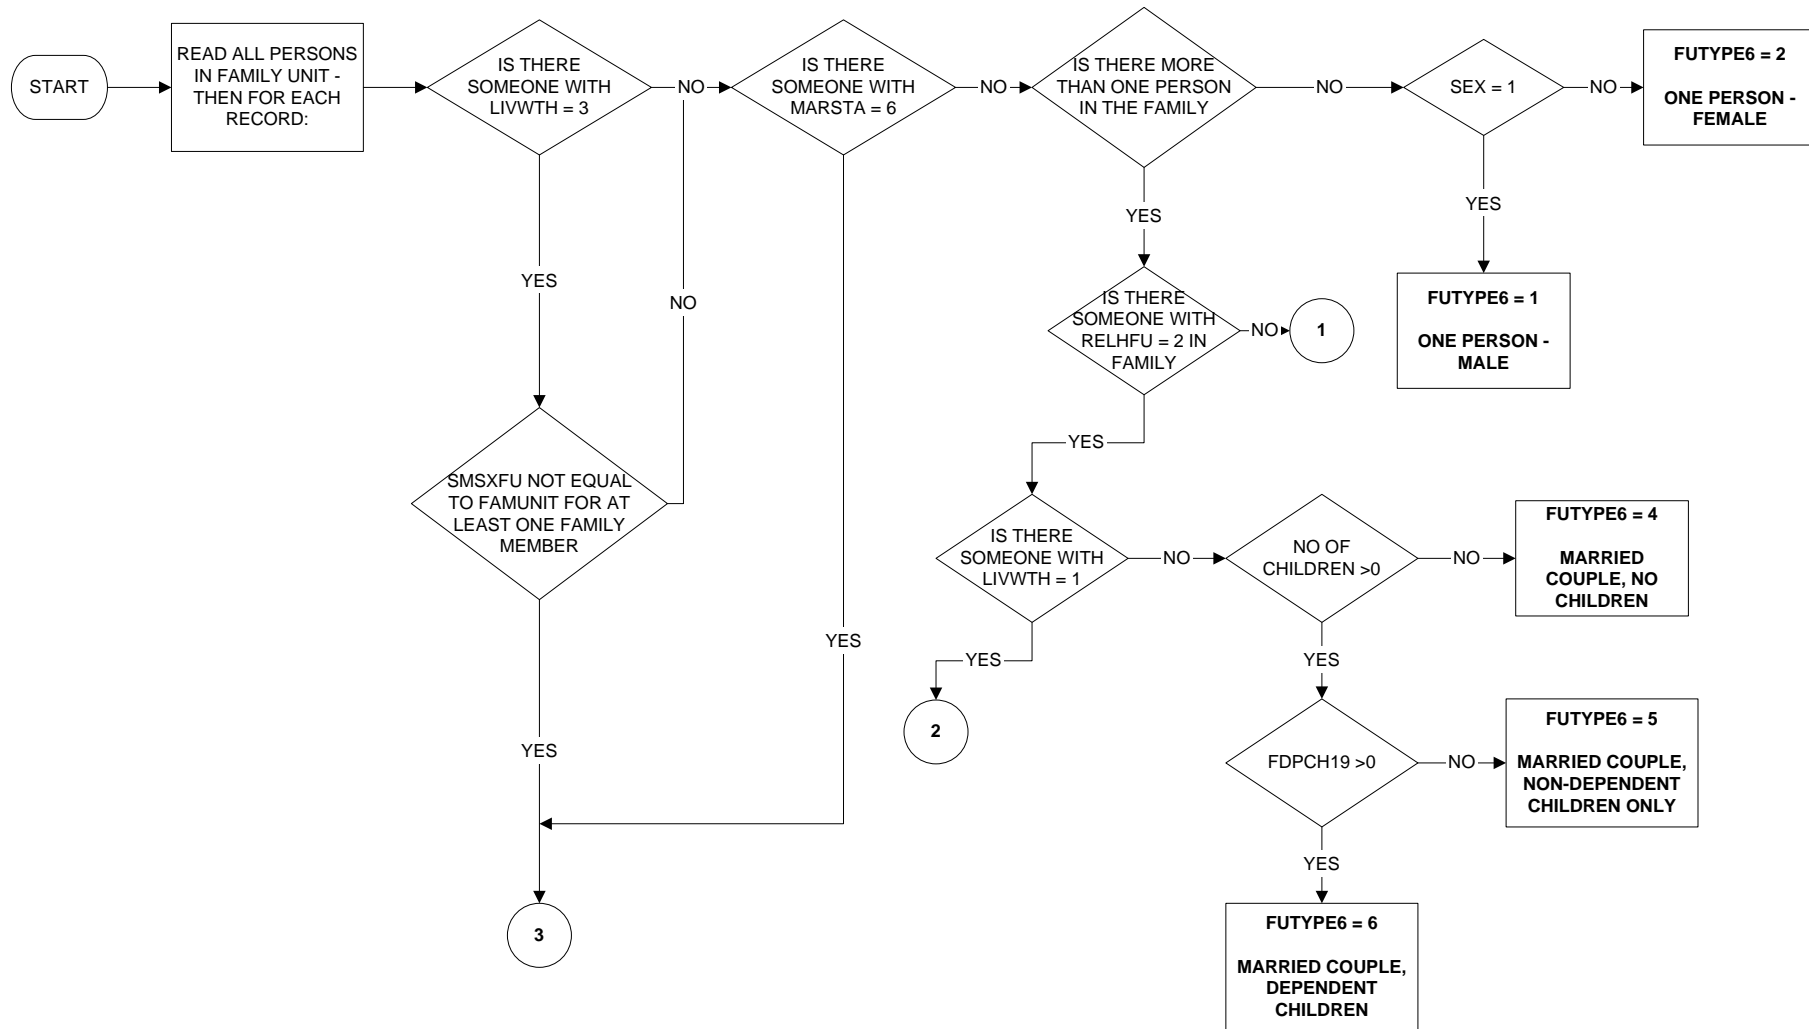 START
READ ALL PERSONS
IN FAMILY UNIT -
THEN FOR EACH
RECORD:
IS THERE
SOMEONE WITH
LIVWTH = 3
NO
IS THERE
SOMEONE WITH
MARSTA = 6
NO
IS THERE MORE
THAN ONE PERSON
IN THE FAMILY
NO
SEX = 1
NO
FUTYPE6 = 2
ONE PERSON -
FEMALE
YES
YES
YES
NO
YES
FUTYPE6 = 1
ONE PERSON -
MALE
IS THERE
SOMEONE WITH
RELHFU = 2 IN
FAMILY
NO
1
YES
SMSXFU NOT EQUAL
TO FAMUNIT FOR AT
LEAST ONE FAMILY
MEMBER
IS THERE
SOMEONE WITH
LIVWTH = 1
NO
NO OF
CHILDREN >0
NO
FUTYPE6 = 4
MARRIED
COUPLE, NO
CHILDREN
YES
YES
2
YES
FDPCH19 >0
NO
FUTYPE6 = 5
MARRIED COUPLE,
NON-DEPENDENT
CHILDREN ONLY
YES
3
FUTYPE6 = 6
MARRIED COUPLE,
DEPENDENT
CHILDREN